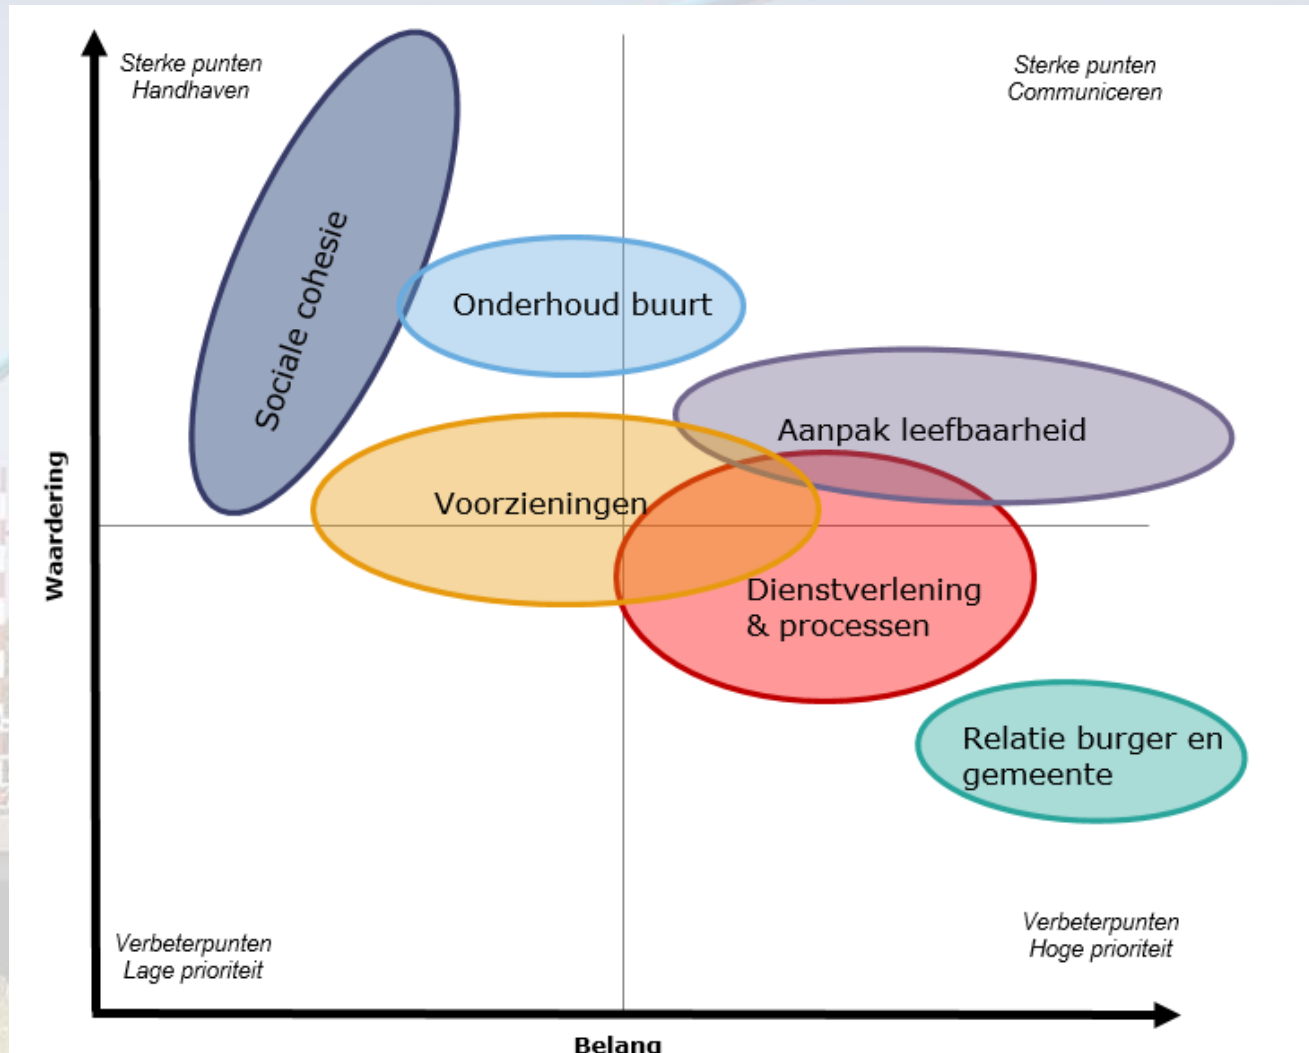 Sterke punten
Handhaven
Sterke punten
Communiceren
Sociale cohesie
Onderhoud buurt
Aanpak leefbaarheid
Voorzieningen
Waardering
Dienstverlening
& processen
Relatie burger en
gemeente
Verbeterpunten
Lage prioriteit
Verbeterpunten
Hoge prioriteit
Belang